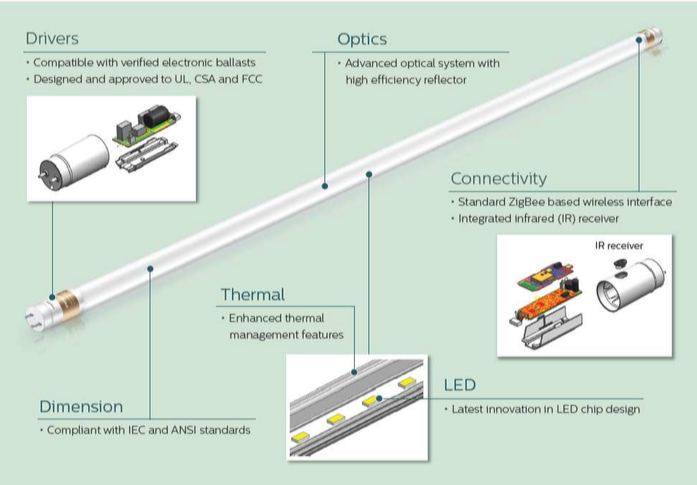 Drivers
• Compatible with verified electronic ballasts
• Designed and approved to UL, CSA and FCC
Optics
• Advanced optical system with
high efficiency reflector
Connectivity
• Standard ZigBee based wireless interface
• Integrated infrared (IR) receiver
IR receiver
Thermal
• Enhanced thermal
management features
Dimension
• Compliant with IEC and ANSI standards
LED
• Latest innovation in LED chip design